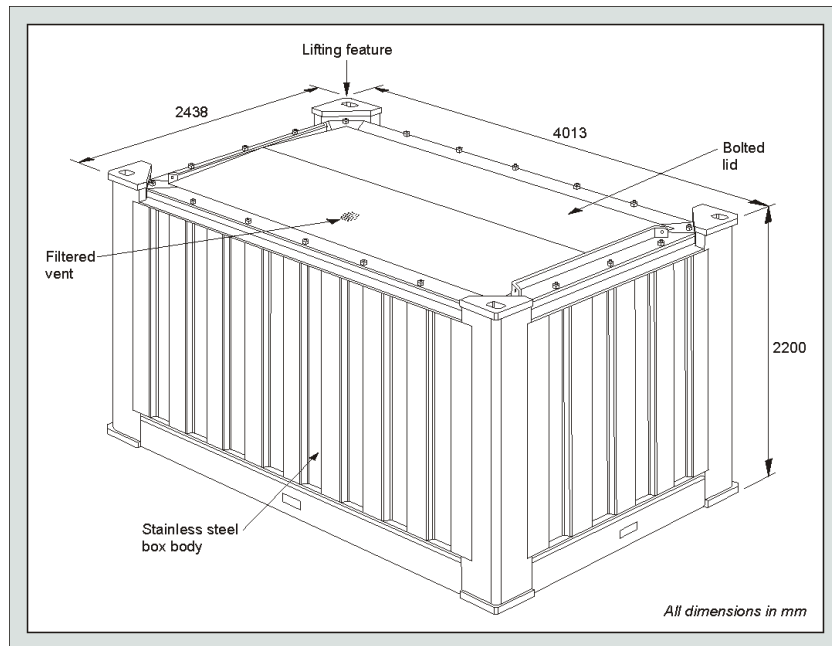 Lifting feature
2438
4013
Bolted
lid
Filtered
vent
2200
Stainless steel
box body
All dimensions in mm